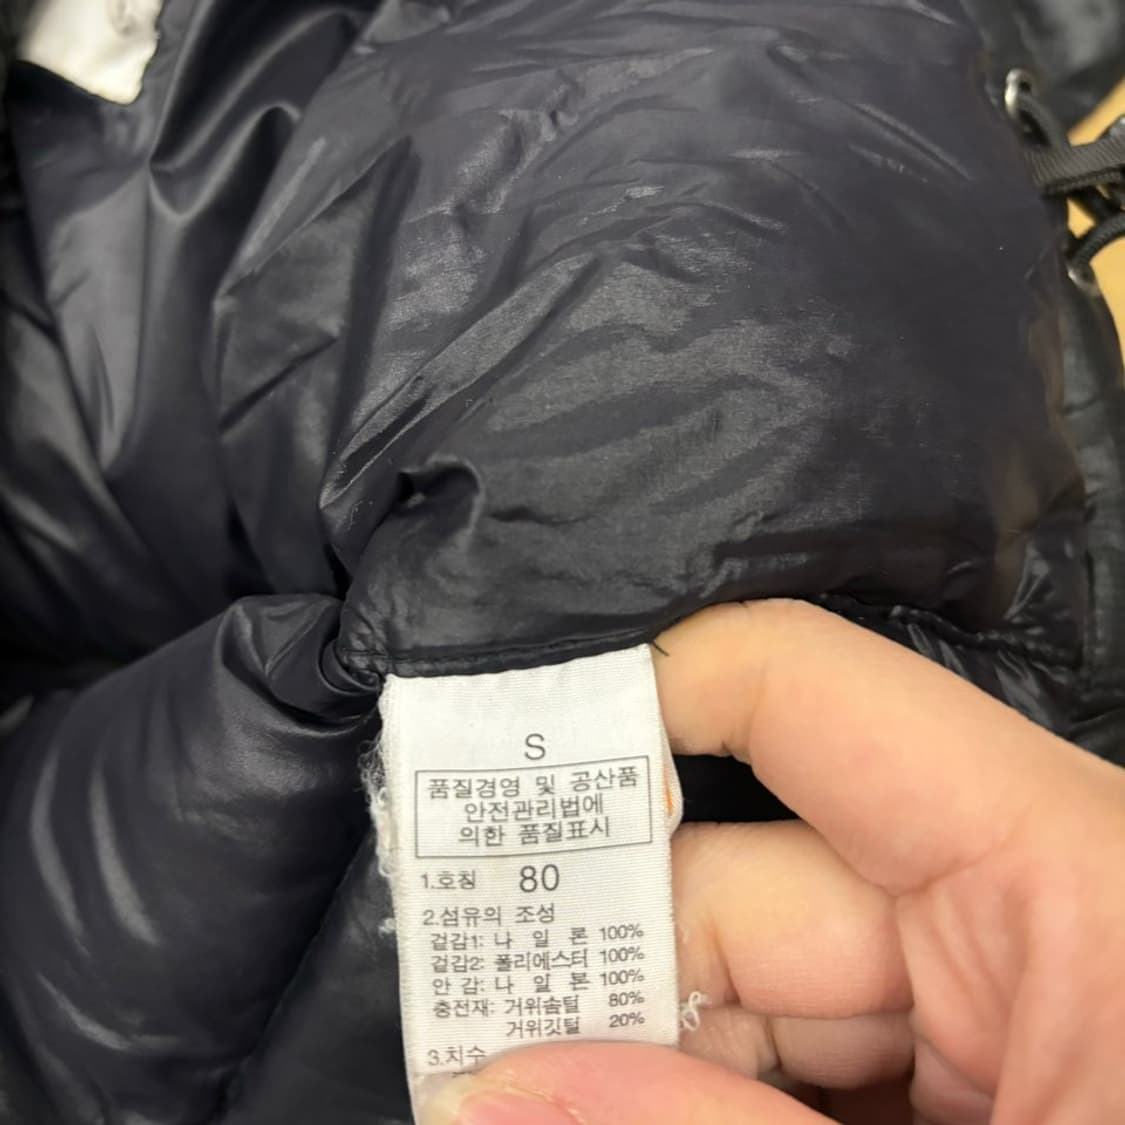 S
품질경영 및 공산품
안전관리법에
의한 품질표시
1.호칭 80
2.섬유의 조성
겉감1: 나 일 론 100%
겉감2: 폴리에스터 100%
안 감: 나 일 본 100%
충전재: 거위솜털 80%
거위깃털 20%
3.치수